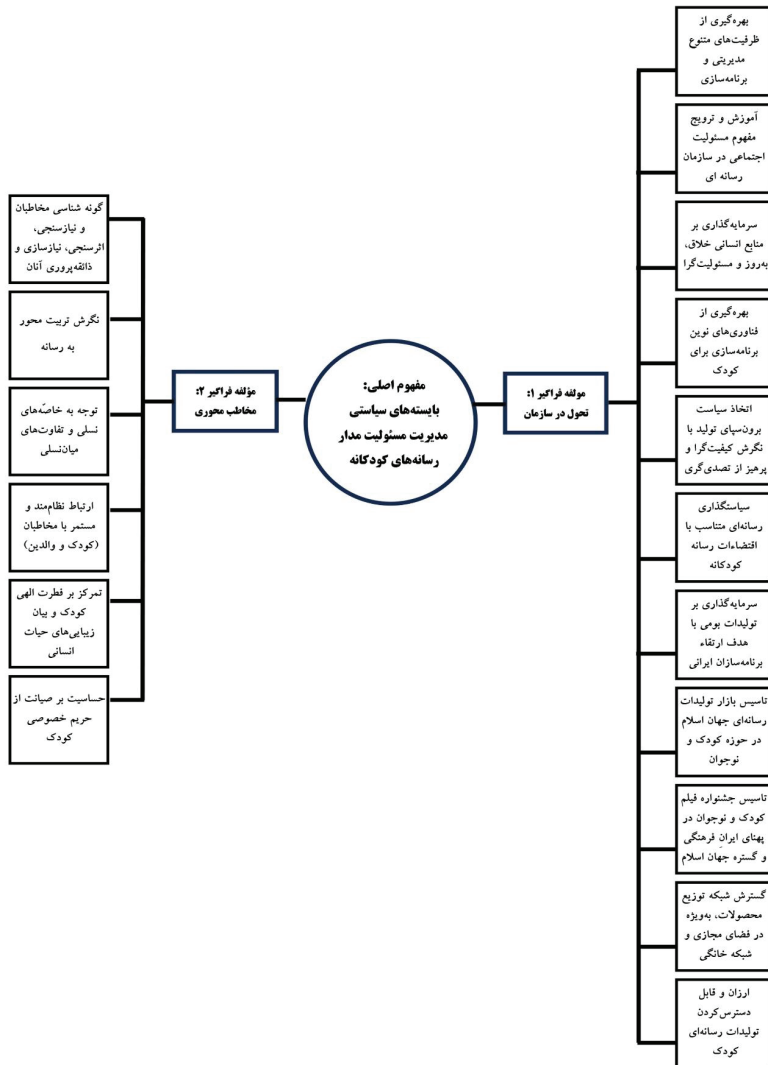 مفهوم اصلی:
بایسته‌های سیاستی
مدیریت مسئولیت مدار
رسانه‌های کودکانه
مولفه فراگیر ۱:
تحول در سازمان
بهره‌گیری از
ظرفیت‌های متنوع
مدیریتی و
برنامه‌سازی
آموزش و ترویج
مفهوم مسئولیت
اجتماعی در سازمان
رسانه ای
سرمایه‌گذاری بر
منابع انسانی خلاق،
به‌روز و مسئولیت‌گرا
بهره‌گیری از
فناوری‌های نوین
برنامه‌سازی برای
کودک
اتخاذ سیاست
برون‌سپای تولید با
نگرش کیفیت‌گرا و
پرهیز از تصدی‌گری
سیاستگذاری
رسانه‌ای متناسب با
اقتضاءات رسانه
کودکانه
سرمایه‌گذاری بر
تولیدات بومی با
هدف ارتقاء
برنامه‌سازان ایرانی
تاسیس بازار تولیدات
رسانه‌ای جهان اسلام
در حوزه کودک و
نوجوان
تاسیس جشنواره فیلم
کودک و نوجوان در
پهنای ایران فرهنگی
و گستره جهان اسلام
گسترش شبکه توزیع
محصولات، به‌ویژه
در فضای مجازی و
شبکه خانگی
ارزان و قابل
دسترس‌کردن
تولیدات رسانه‌ای
کودک
مؤلفه فراگیر ۲:
مخاطب محوری
گونه شناسی مخاطبان
و نیازسنجی،
اثرسنجی، نیازسازی و
ذائقه‌پروری آنان
نگرش تربیت محور
به رسانه
توجه به خاصّه‌های
نسلی و تفاوت‌های
میان‌نسلی
ارتباط نظام‌مند و
مستمر با مخاطبان
(کودک و والدین)
تمرکز بر فطرت الهی
کودک و بیان
زیبایی‌های حیات
انسانی
حساسیت بر صیانت از
حریم خصوصی
کودک